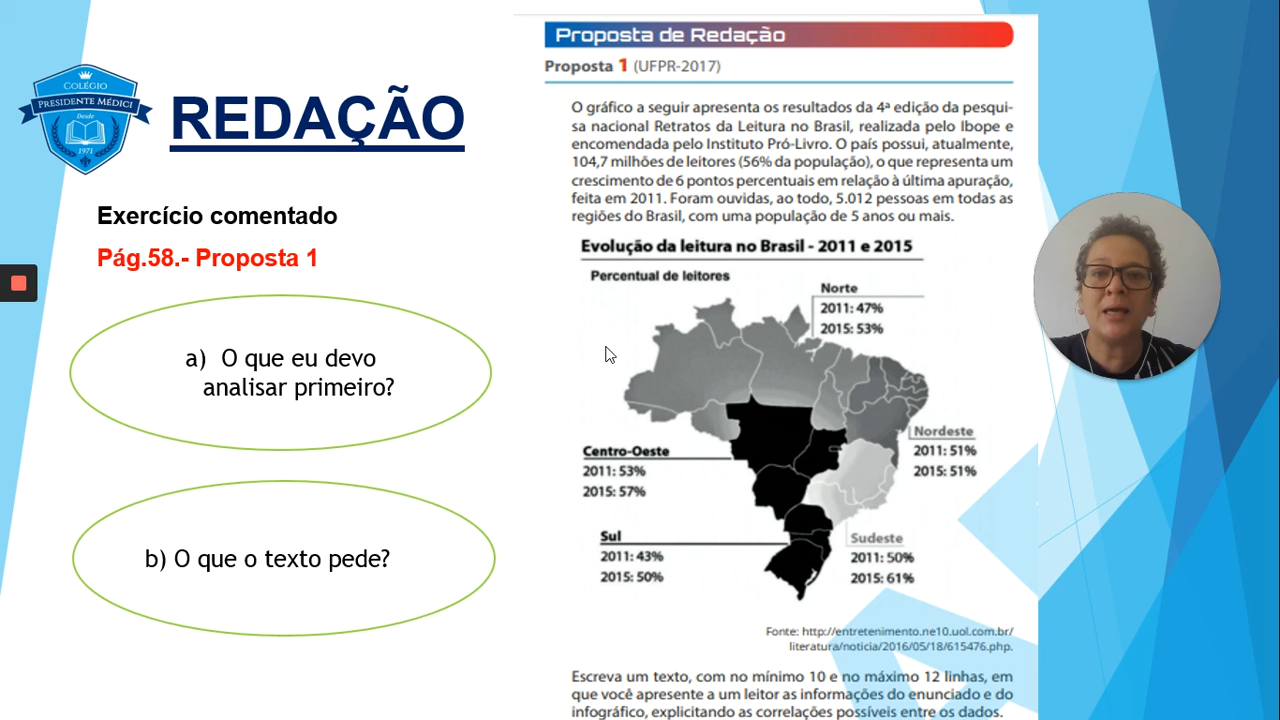 COLÉGIO
PRESIDENTE MÉDICI
Desde
1971
REDAÇÃO
Exercício comentado
Pág.58.- Proposta 1
a) O que eu devo
analisar primeiro?
b) O que o texto pede?
Proposta de Redação
Proposta 1 (UFPR-2017)
O gráfico a seguir apresenta os resultados da 4ª edição da pesqui-
sa nacional Retratos da Leitura no Brasil, realizada pelo Ibope e
encomendada pelo Instituto Pró-Livro. O país possui, atualmente,
104,7 milhões de leitores (56% da população), o que representa um
crescimento de 6 pontos percentuais em relação à última apuração,
feita em 2011. Foram ouvidas, ao todo, 5.012 pessoas em todas as
regiões do Brasil, com uma população de 5 anos ou mais.
Evolução da leitura no Brasil - 2011 e 2015
Percentual de leitores
Norte
2011: 47%
2015: 53%
Nordeste
2011: 51%
2015: 51%
Centro-Oeste
2011: 53%
2015: 57%
Sul
2011: 43%
2015: 50%
Sudeste
2011: 50%
2015: 61%
Fonte: http://entretenimento.ne10.uol.com.br/
literatura/noticia/2016/05/18/615476.php.
Escreva um texto, com no mínimo 10 e no máximo 12 linhas, em
que você apresente a um leitor as informações do enunciado e do
infográfico, explicitando as correlações possíveis entre os dados.